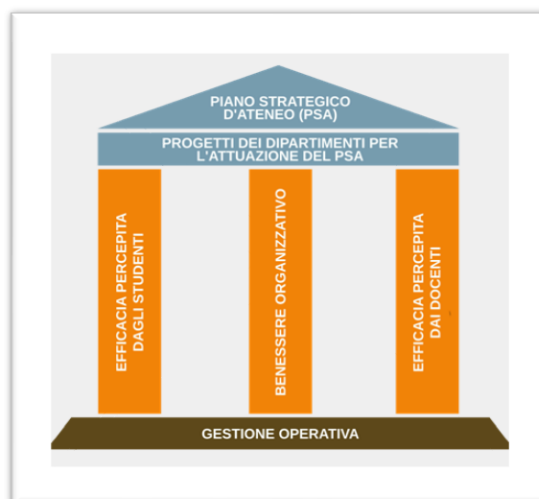 PIANO STRATEGICO
D'ATENEO (PSA)
PROGETTI DEI DIPARTIMENTI PER
L'ATTUAZIONE DEL PSA
EFFICACIA PERCEPITA
DAGLI STUDENTI
BENESSERE ORGANIZZATIVO
EFFICACIA PERCEPITA
DAI DOCENTI
GESTIONE OPERATIVA